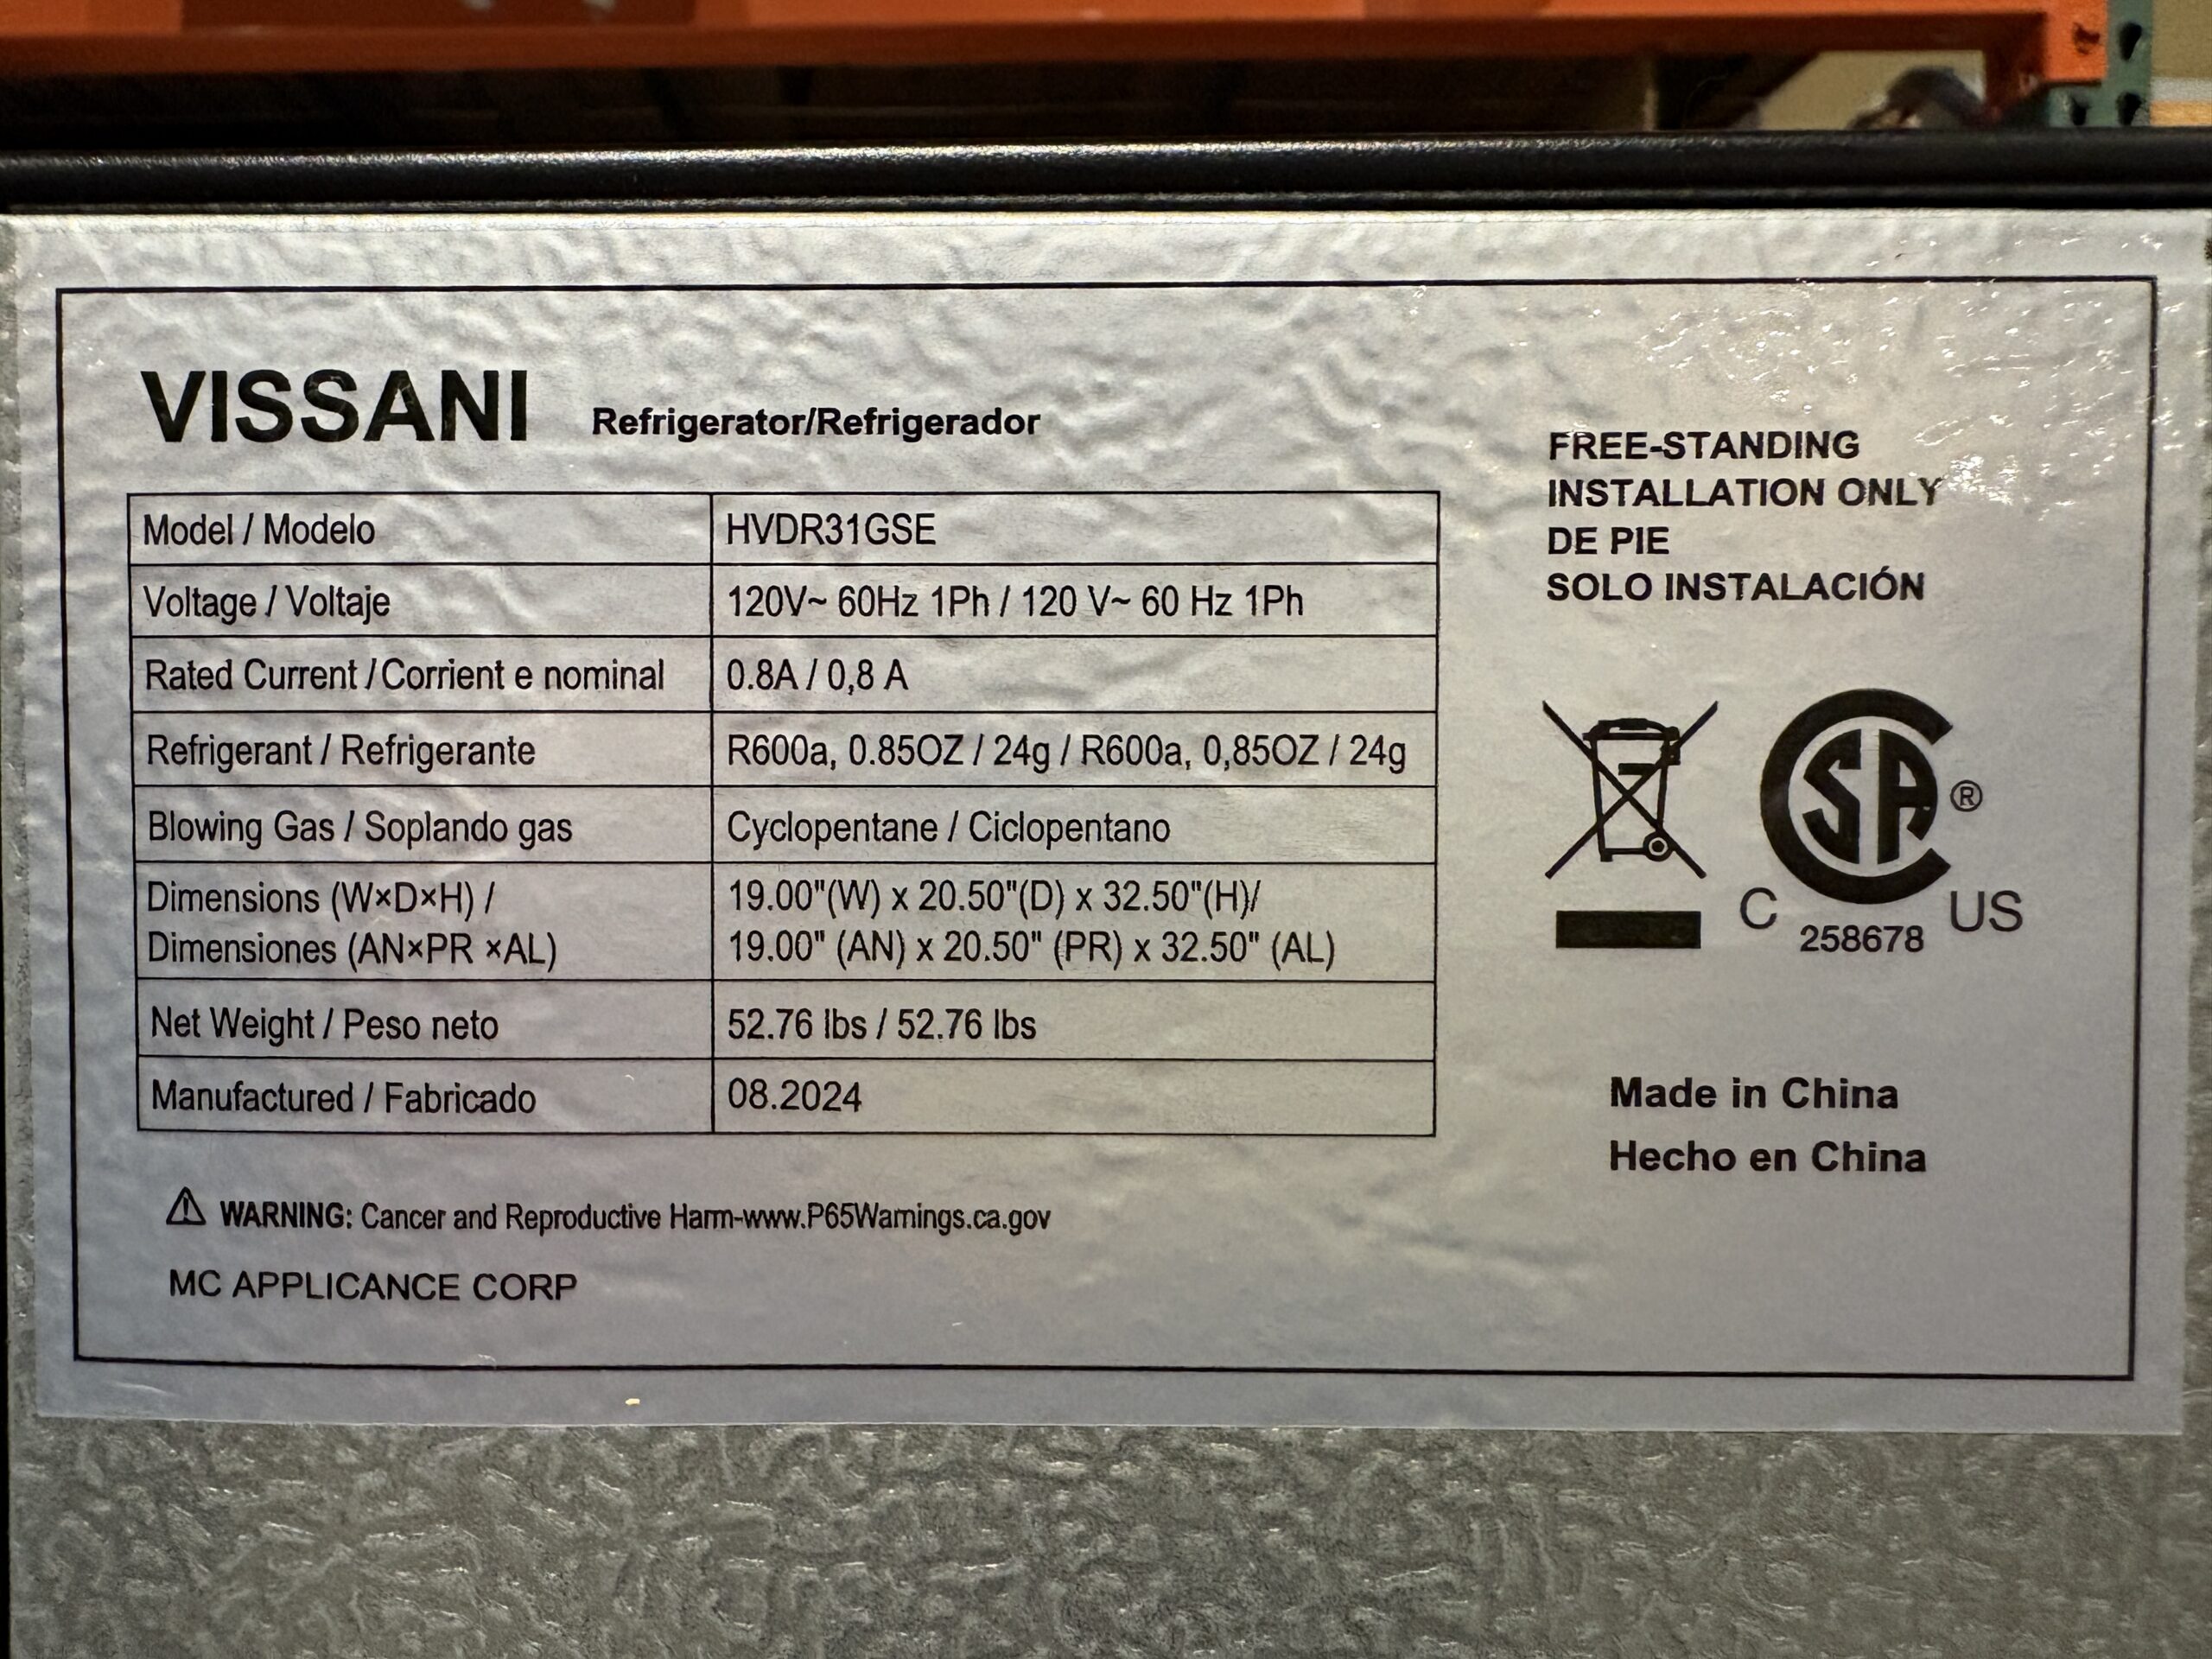 VISSANI Refrigerator/Refrigerador
Model / Modelo HVDR31GSE
Voltage / Voltaje 120V~ 60Hz 1Ph / 120 V~ 60 Hz 1Ph
Rated Current / Corrient e nominal 0.8A / 0,8 A
Refrigerant / Refrigerante R600a, 0.85OZ / 24g / R600a, 0,85OZ / 24g
Blowing Gas / Soplando gas Cyclopentane / Ciclopentano
Dimensions (W×D×H) / 19.00"(W) x 20.50"(D) x 32.50"(H)/
Dimensiones (AN×PR ×AL) 19.00" (AN) x 20.50" (PR) x 32.50" (AL)
Net Weight / Peso neto 52.76 lbs / 52.76 lbs
Manufactured / Fabricado 08.2024
⚠ WARNING: Cancer and Reproductive Harm-www.P65Warnings.ca.gov
MC APPLICANCE CORP
FREE-STANDING
INSTALLATION ONLY
DE PIE
SOLO INSTALACIÓN
CSA ®
C US
258678
Made in China
Hecho en China